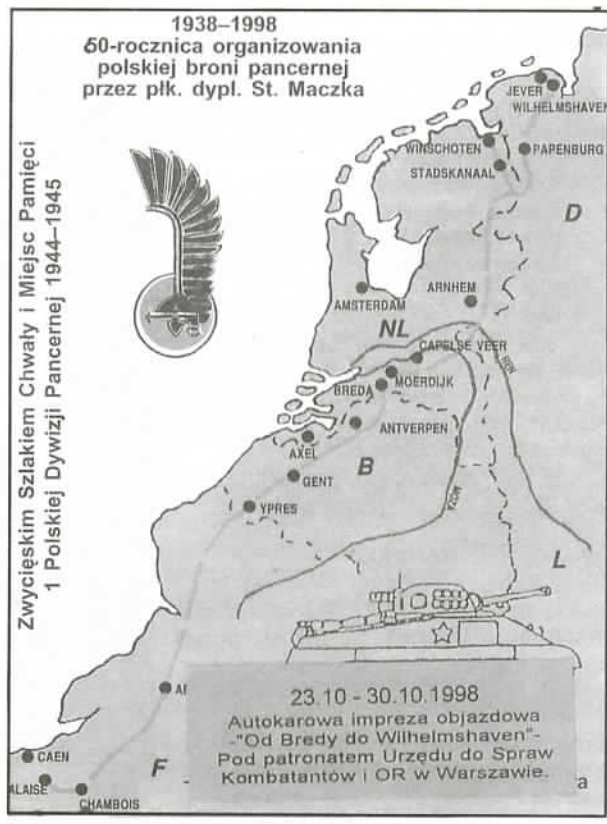 1938–1998
60-rocznica organizowania
polskiej broni pancernej
przez płk. dypl. St. Maczka
Zwycięskim Szlakiem Chwały i Miejsc Pamięci
1 Polskiej Dywizji Pancernej 1944–1945
JEVER
WILHELMSHAVEN
WINSCHOTEN
PAPENBURG
STADSKANAAL
D
ARNHEM
AMSTERDAM
NL
CAPELSE VEER
REN
MOERDIJK
BREDA
ANTVERPEN
AXEL
B
GENT
MOZA
YPRES
L
23.10 - 30.10.1998
Autokarowa impreza objazdowa
-"Od Bredy do Wilhelmshaven"-
Pod patronatem Urzędu do Spraw
Kombatantów i OR w Warszawie.
CAEN
F
ALAISE
CHAMBOIS